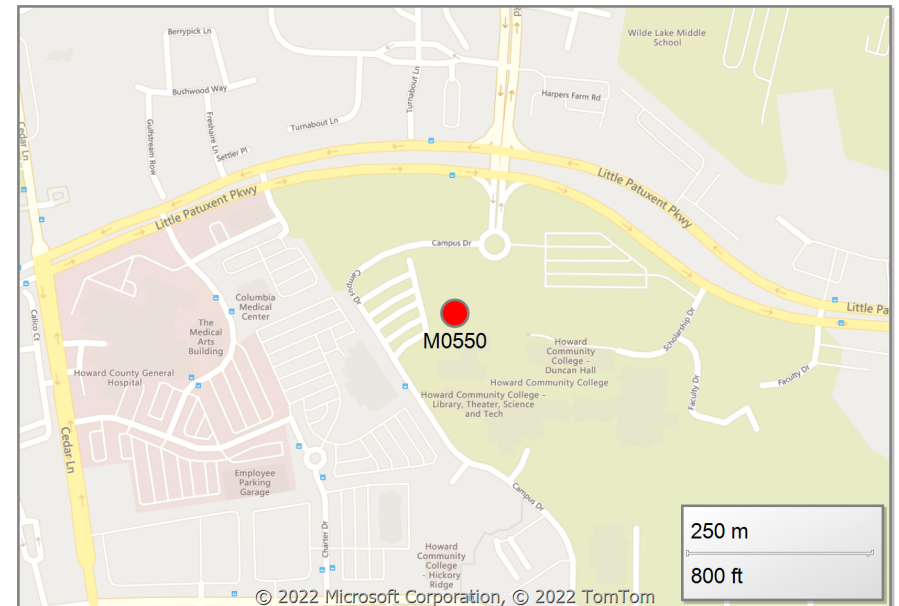 Berrypick Ln
Wilde Lake Middle
School
Rd
Bushwood Way
Turnabout Ln
Harpers Farm Rd
Cedar Ln
Gulfstream Row
Freshaire Ln
Turnabout Ln
Settler Pl
Little Patuxent Pkwy
Little Patuxent Pkwy
Campus Dr
Campus Dr
Columbia
Medical
Center
Little Pa
Calico Ct
The
Medical
Arts
Building
M0550
Scholarship Dr
Howard
Community
College -
Duncan Hall
Howard County General
Hospital
Howard Community College
Faculty Dr
Faculty Dr
Howard Community College -
Library, Theater, Science
and Tech
Cedar Ln
Employee
Parking
Garage
Campus Dr
Charter Dr
250 m
800 ft
Howard
Community
College
- Hickory
Ridge
© 2022 Microsoft Corporation, © 2022 TomTom